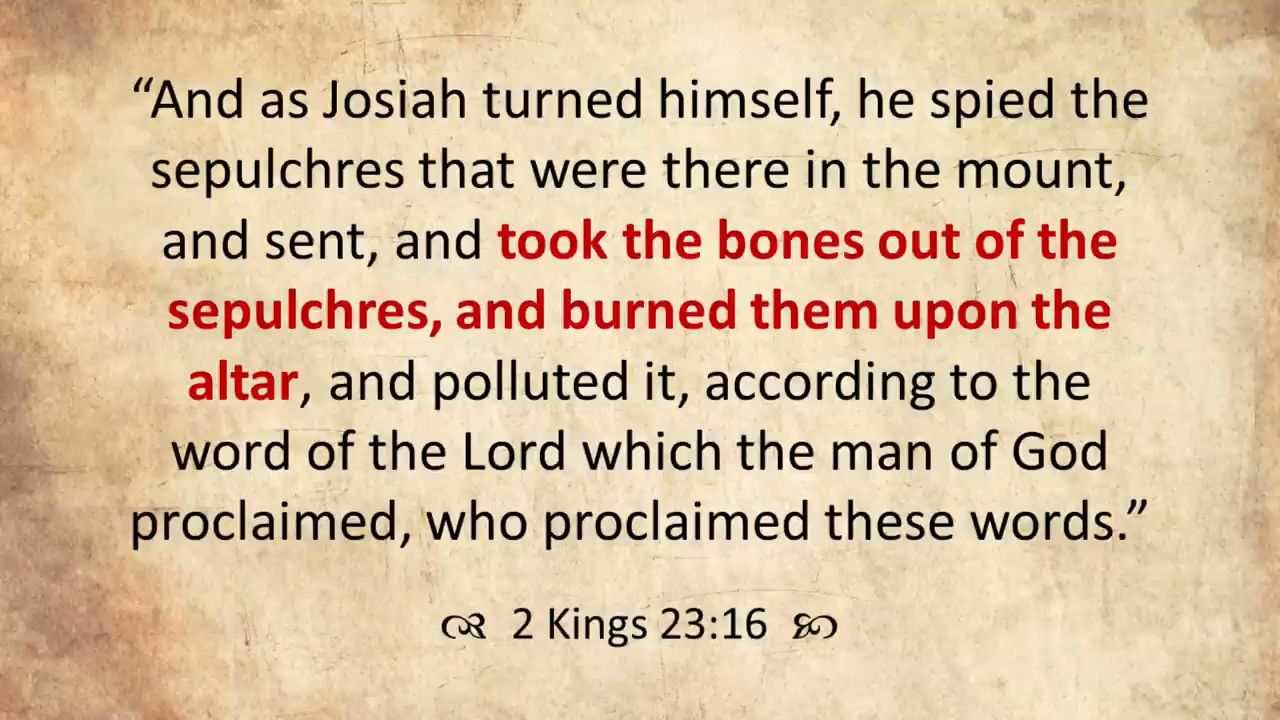 “And as Josiah turned himself, he spied the
sepulchres that were there in the mount,
and sent, and took the bones out of the
sepulchres, and burned them upon the
altar, and polluted it, according to the
word of the Lord which the man of God
proclaimed, who proclaimed these words.”
2 Kings 23:16